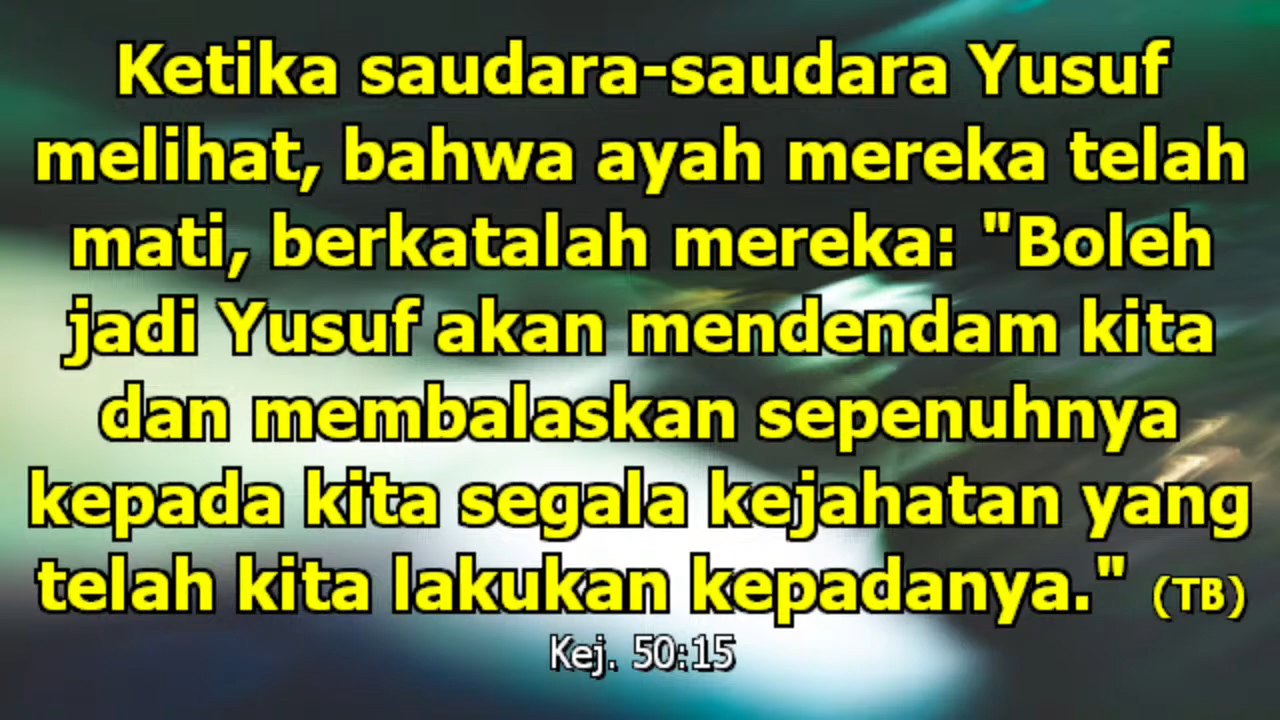 Ketika saudara-saudara Yusuf
melihat, bahwa ayah mereka telah
mati, berkatalah mereka: "Boleh
jadi Yusuf akan mendendam kita
dan membalaskan sepenuhnya
kepada kita segala kejahatan yang
telah kita lakukan kepadanya." (TB)
Kej. 50:15